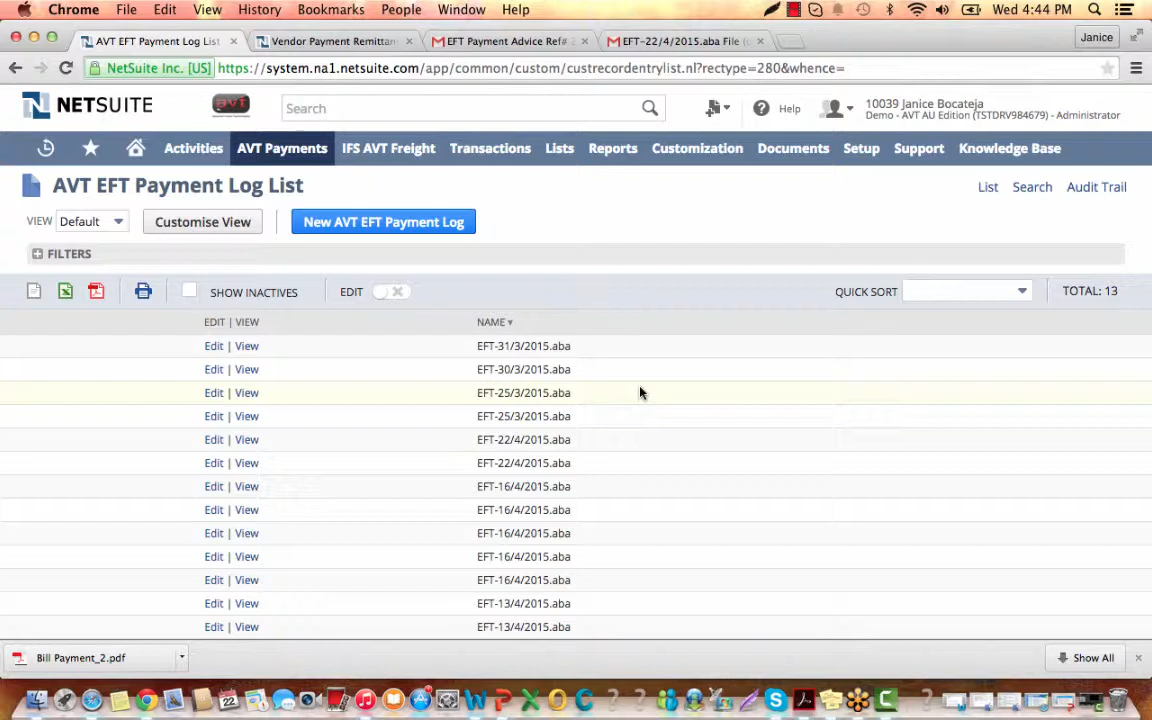 Chrome File Edit View History Bookmarks People Window Help Wed 4:44 PM
AVT EFT Payment Log List Vendor Payment Remittan EFT Payment Advice Ref# EFT-22/4/2015.aba File ( Janice
NetSuite Inc. [US] https://system.na1.netsuite.com/app/common/custom/custrecordentrylist.nl?rectype=280&whence=
NETSUITE avt Search Help 10039 Janice Bocateja
Demo - AVT AU Edition (TSTDRV984679) - Administrator
Activities AVT Payments IFS AVT Freight Transactions Lists Reports Customization Documents Setup Support Knowledge Base
AVT EFT Payment Log List List Search Audit Trail
VIEW Default Customise View New AVT EFT Payment Log
FILTERS
SHOW INACTIVES EDIT QUICK SORT TOTAL: 13
EDIT | VIEW NAME
Edit | View EFT-31/3/2015.aba
Edit | View EFT-30/3/2015.aba
Edit | View EFT-25/3/2015.aba
Edit | View EFT-25/3/2015.aba
Edit | View EFT-22/4/2015.aba
Edit | View EFT-22/4/2015.aba
Edit | View EFT-16/4/2015.aba
Edit | View EFT-16/4/2015.aba
Edit | View EFT-16/4/2015.aba
Edit | View EFT-16/4/2015.aba
Edit | View EFT-16/4/2015.aba
Edit | View EFT-13/4/2015.aba
Edit | View EFT-13/4/2015.aba
Bill Payment_2.pdf Show All
22